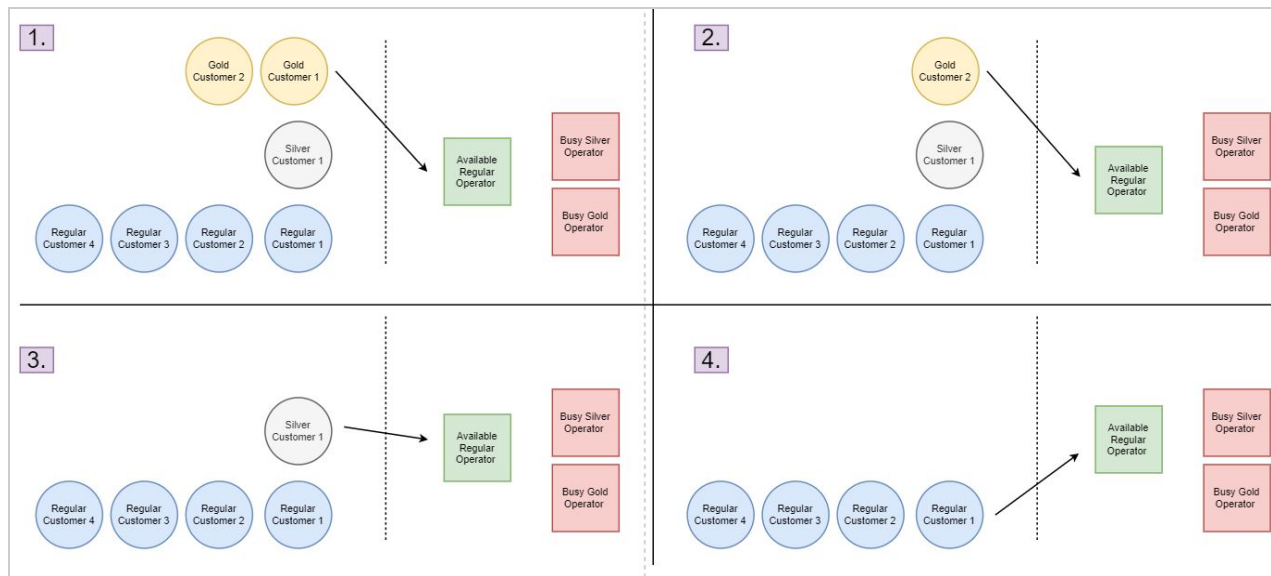 1.
Gold
Customer 2
Gold
Customer 1
Silver
Customer 1
Available
Regular
Operator
Busy Silver
Operator
Busy Gold
Operator
Regular
Customer 4
Regular
Customer 3
Regular
Customer 2
Regular
Customer 1
2.
Gold
Customer 2
Silver
Customer 1
Available
Regular
Operator
Busy Silver
Operator
Busy Gold
Operator
Regular
Customer 4
Regular
Customer 3
Regular
Customer 2
Regular
Customer 1
3.
Silver
Customer 1
Available
Regular
Operator
Busy Silver
Operator
Busy Gold
Operator
Regular
Customer 4
Regular
Customer 3
Regular
Customer 2
Regular
Customer 1
4.
Available
Regular
Operator
Busy Silver
Operator
Busy Gold
Operator
Regular
Customer 4
Regular
Customer 3
Regular
Customer 2
Regular
Customer 1